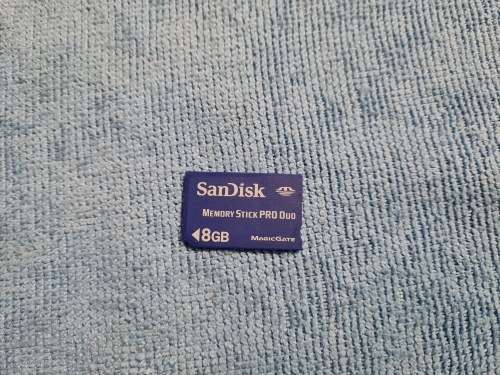 SanDisk
MEMORY STICK PRO DUO
8GB
MAGICGATE